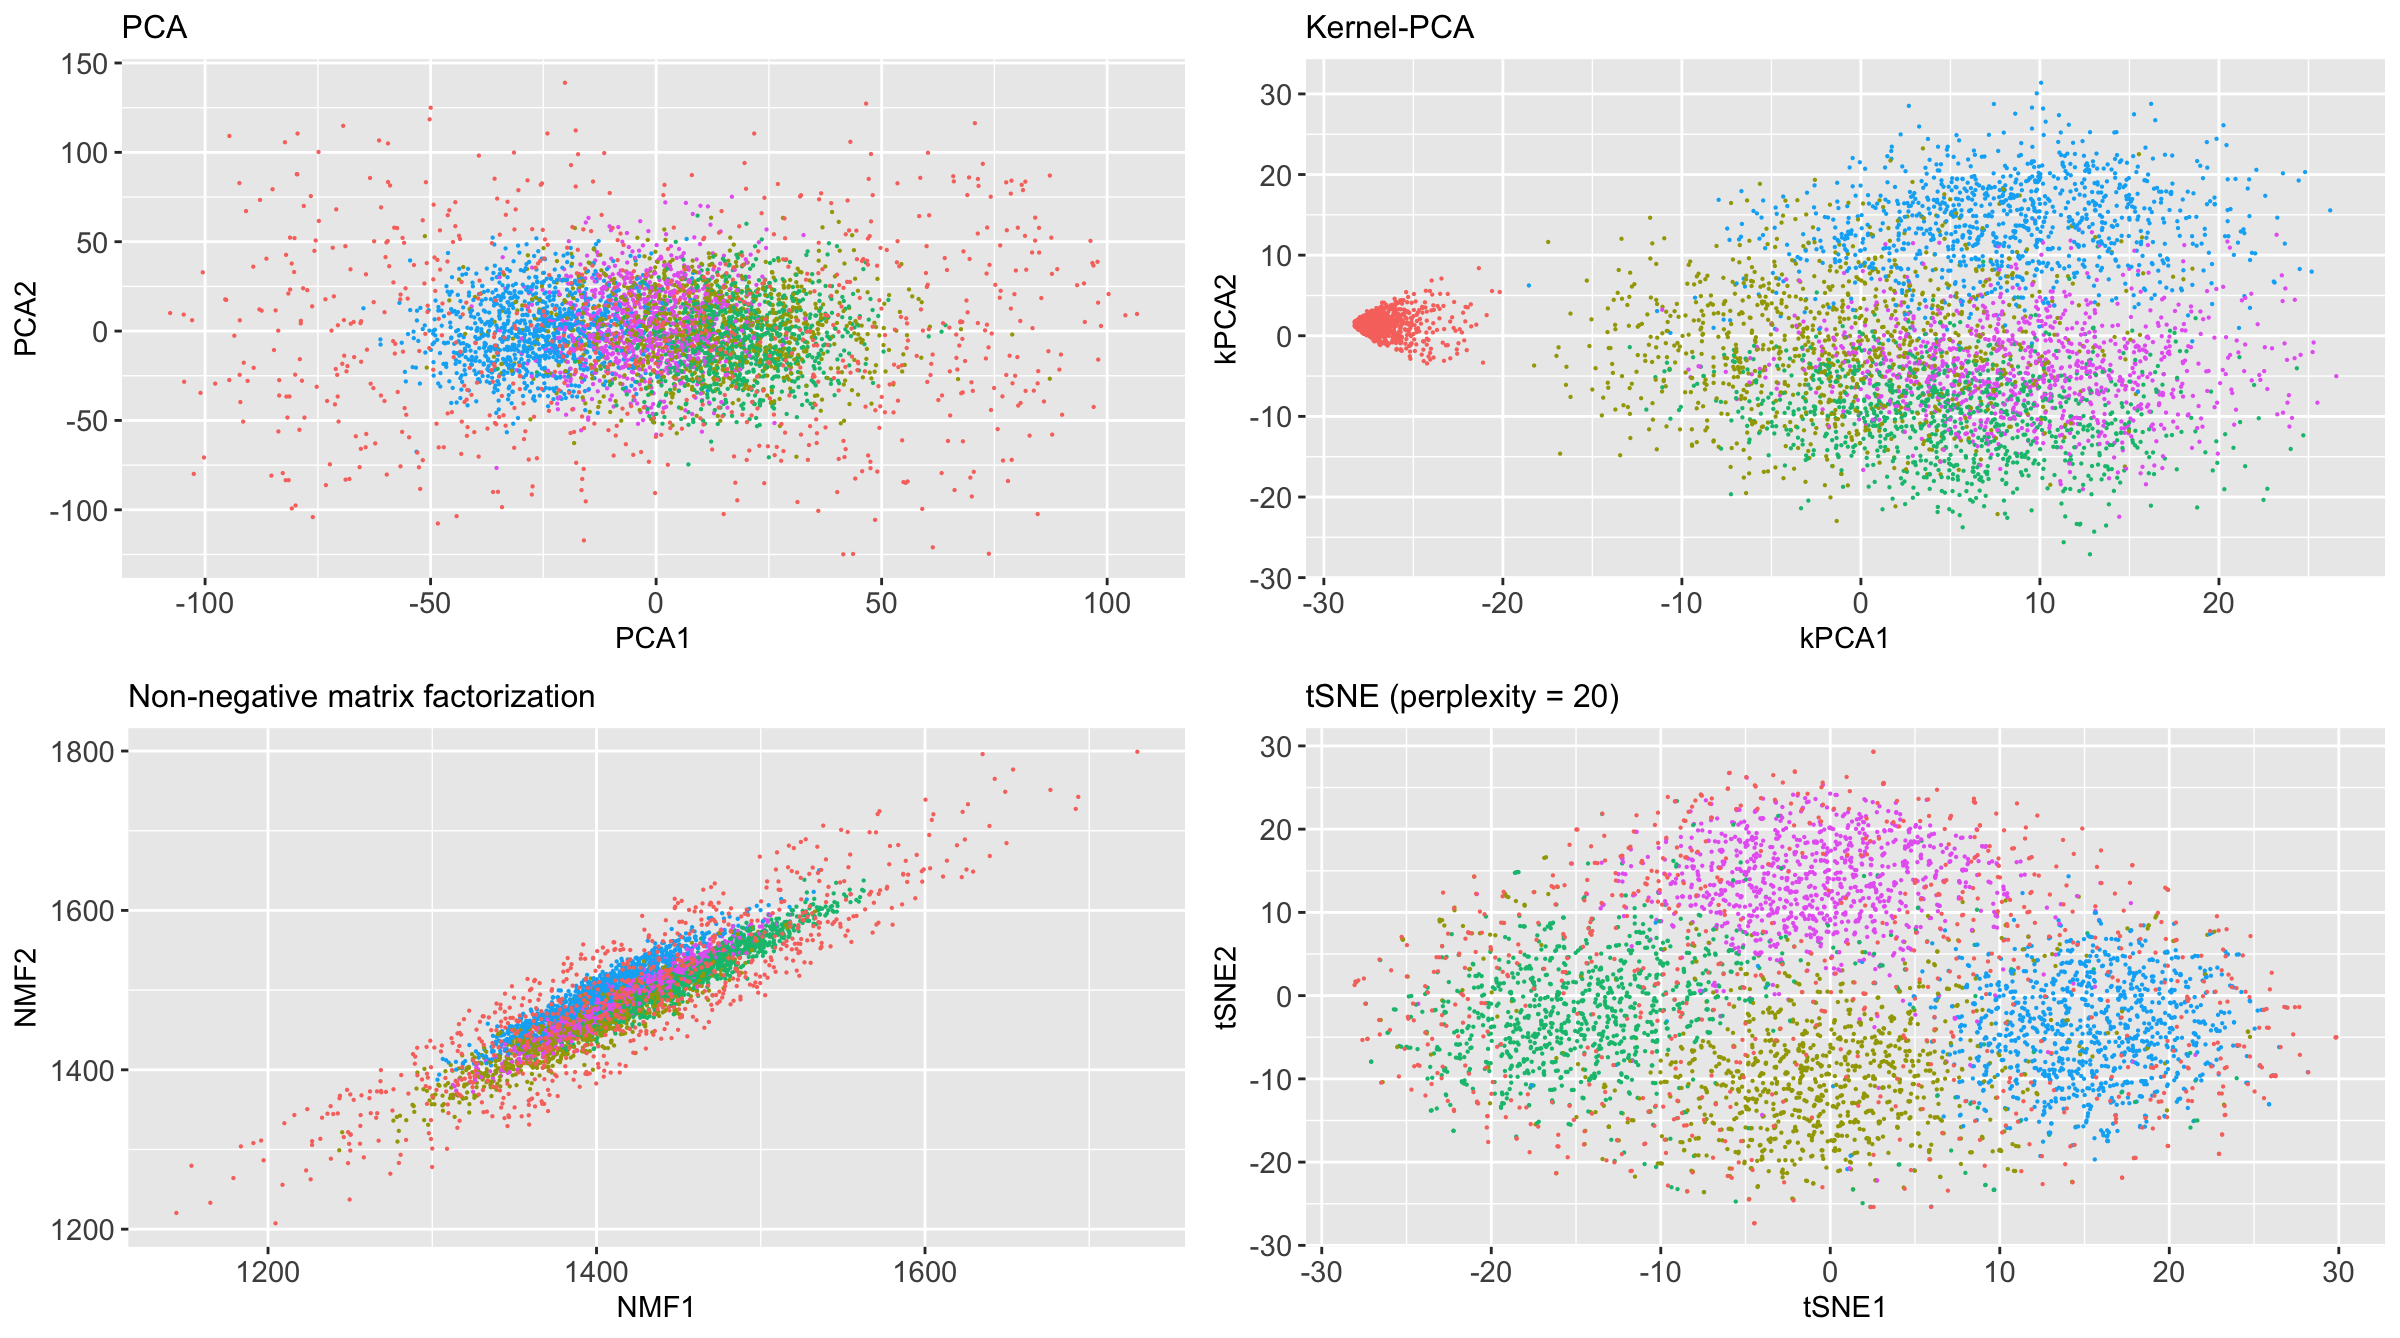 PCA
150
100
50
0
-50
-100
PCA2
-100 -50 0 50 100
PCA1
Kernel-PCA
30
20
10
0
-10
-20
-30
kPCA2
-30 -20 -10 0 10 20
kPCA1
Non-negative matrix factorization
1800
1600
1400
1200
NMF2
1200 1400 1600
NMF1
tSNE (perplexity = 20)
30
20
10
0
-10
-20
-30
tSNE2
-30 -20 -10 0 10 20 30
tSNE1